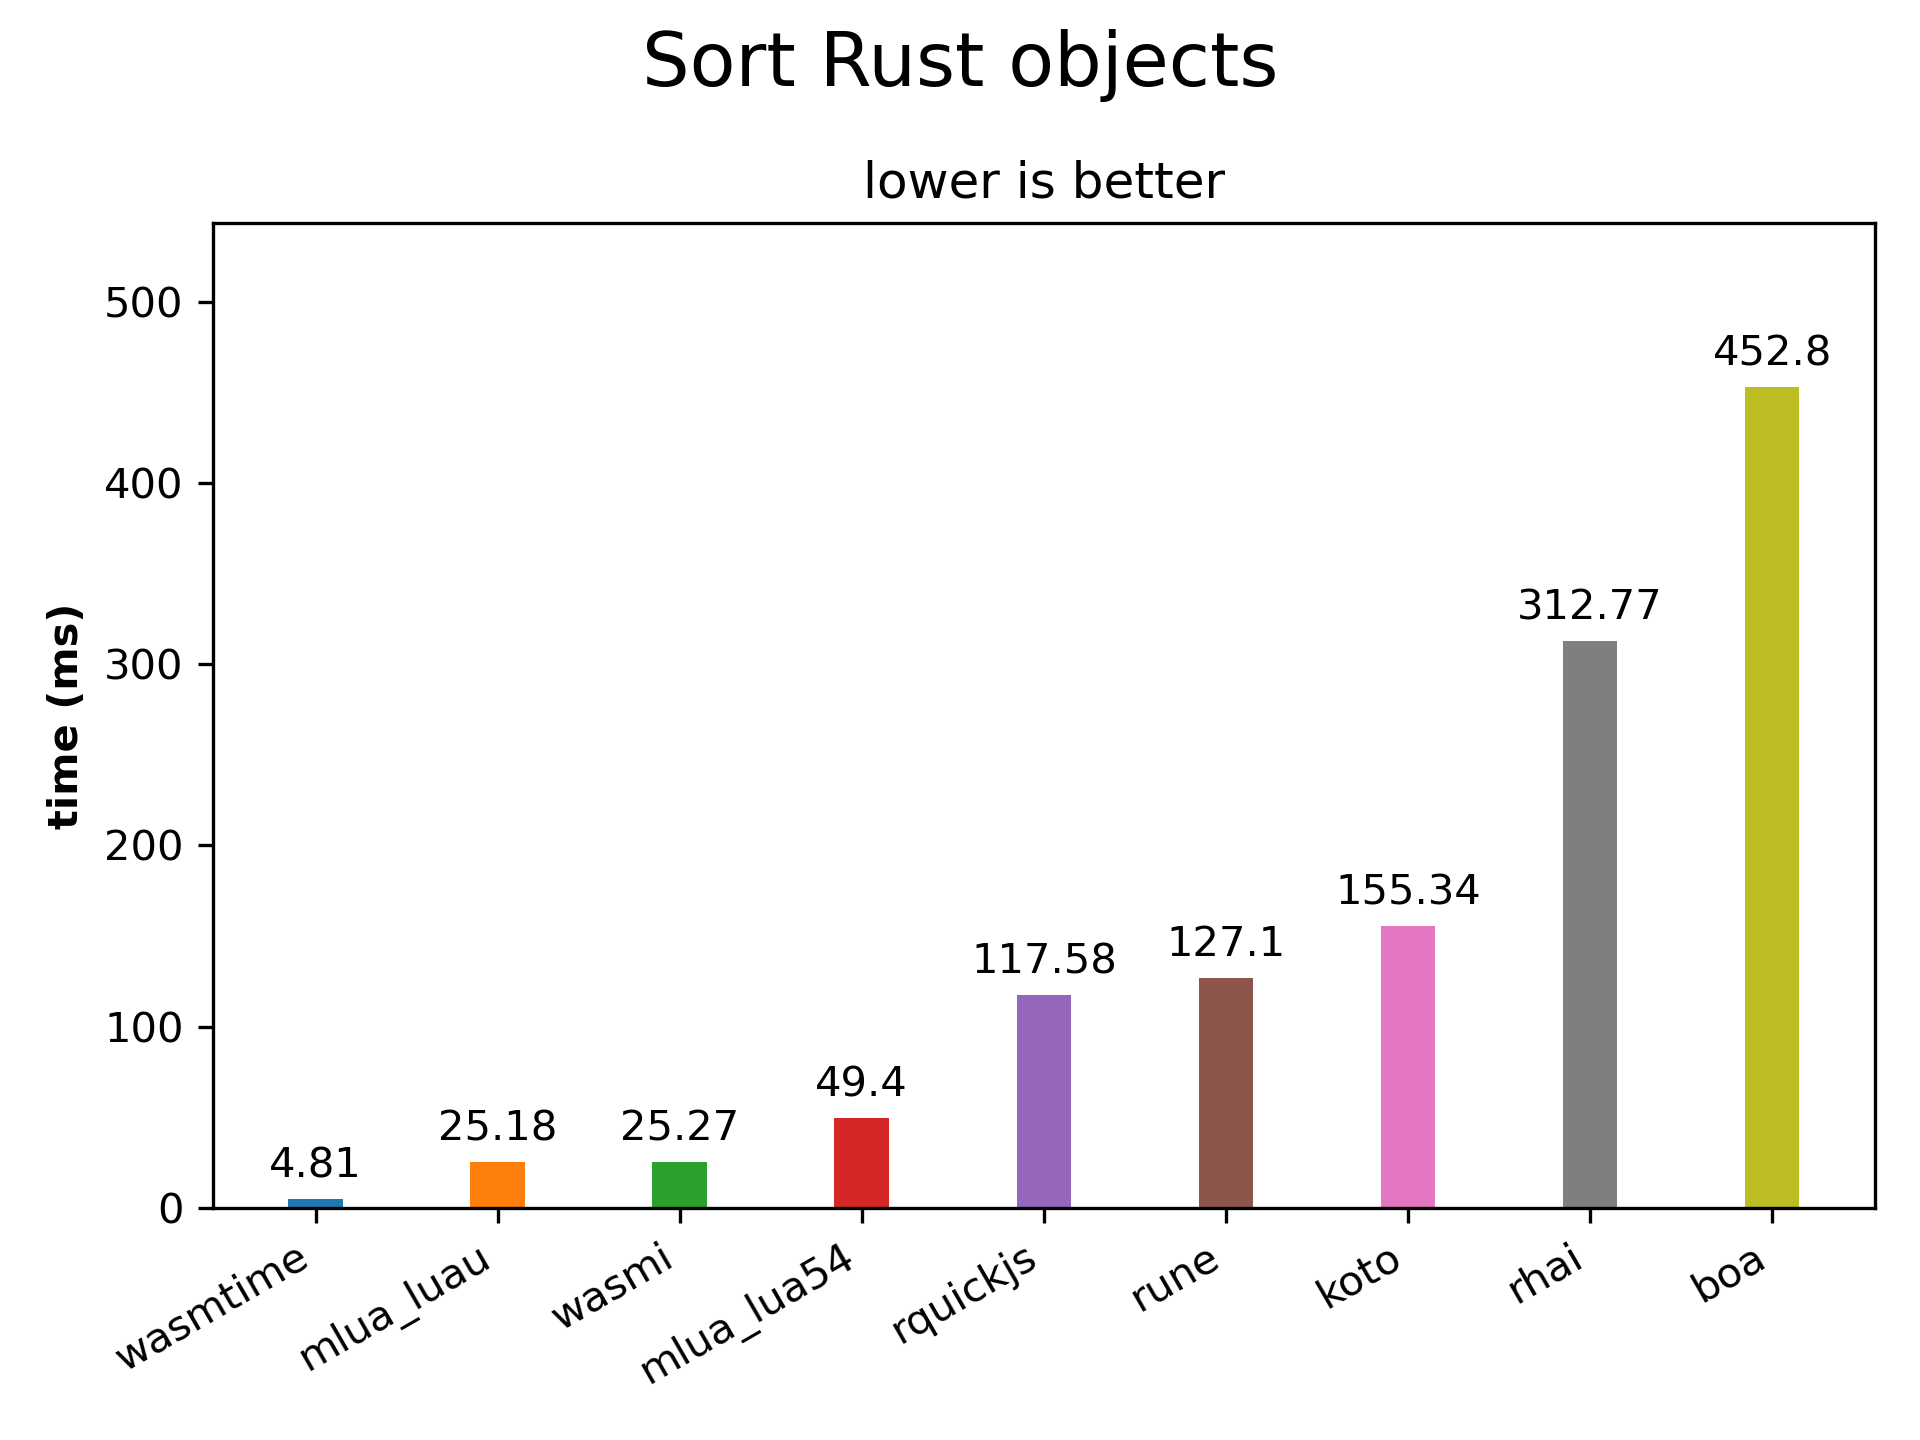 Sort Rust objects
lower is better
time (ms)
500
400
300
200
100
0
4.81
25.18
25.27
49.4
117.58
127.1
155.34
312.77
452.8
wasmtime
mlua_luau
wasmi
mlua_lua54
rquickjs
rune
koto
rhai
boa